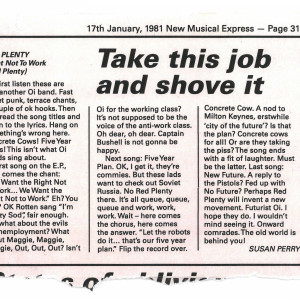 17th January, 1981 New Musical Express — Page 31
PLENTY
t Not To Work
d Plenty)
irst listen these are
another Oi band. Fast
et punk, terrace chants,
uple of ok hooks. Then
read the song titles and
n to the lyrics. Hang on
ething's wrong here.
rete Cows! Five Year
s! This isn't what Oi
ds sing about.
irst song on the E.P.,
comes the chant:
Want the Right Not
ork... We Want the
t Not to Work." Eh? You
? OK Rotten sang "I'm
zy Sod", fair enough.
what about the evils
nemployment? What
ut Maggie, Maggie,
gie, Out, Out, Out? Isn't
Take this job
and shove it
Oi for the working class?
It's not supposed to be the
voice of the anti-work class.
Oh dear, oh dear. Captain
Bushell is not gonna be
happy.
Next song: Five Year
Plan. OK, I get it, they're
commies. But these lads
want to check out Soviet
Russia. No Red Plenty
there. It's all queue, queue,
queue and work, work,
work. Wait – here comes
the chorus, here comes the
answer. "Let the robots
do it... that's our five year
plan." Flip the record over.
Concrete Cow. A nod to
Milton Keynes, erstwhile
'city of the future'? Is that
the plan? Concrete cows
for all! Or are they taking
the piss? The song ends
with a fit of laughter. Must
be the latter. Last song:
New Future. A reply to
the Pistols? Fed up with
No Future? Perhaps Red
Plenty will invent a new
movement. Futurist Oi. I
hope they do. I wouldn't
mind seeing it. Onward
comrades. The old world is
behind you!
SUSAN PERRY